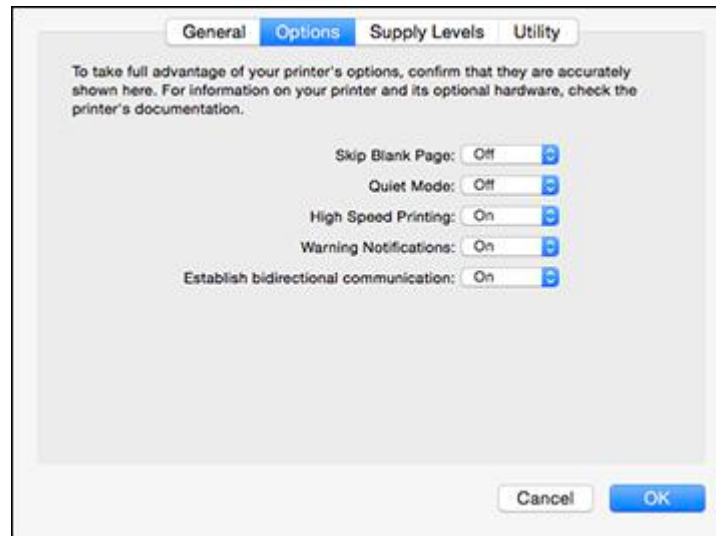 General Options Supply Levels Utility
To take full advantage of your printer's options, confirm that they are accurately
shown here. For information on your printer and its optional hardware, check the
printer's documentation.
Skip Blank Page: Off
Quiet Mode: Off
High Speed Printing: On
Warning Notifications: On
Establish bidirectional communication: On
Cancel OK